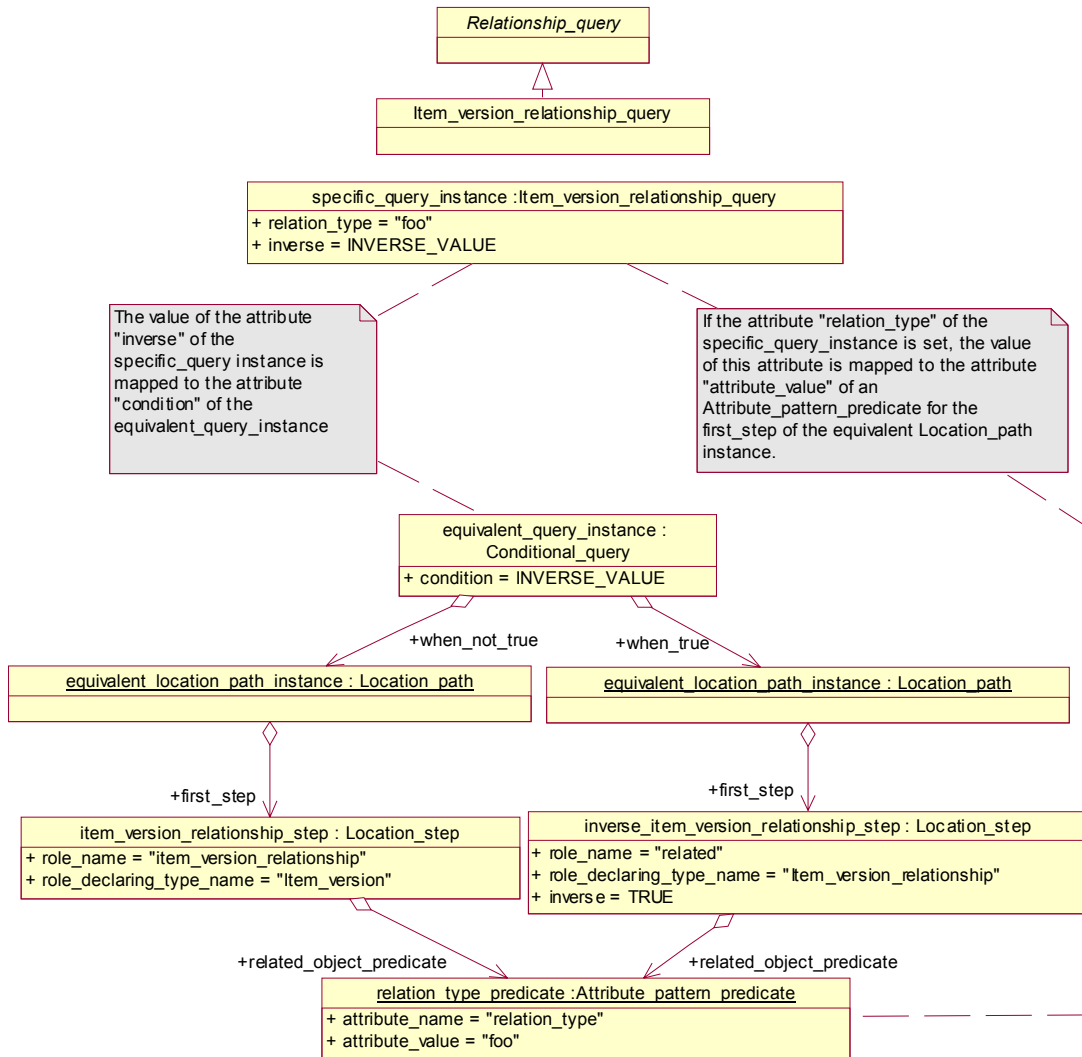 Relationship_query
Item_version_relationship_query
specific_query_instance :Item_version_relationship_query
+ relation_type = "foo"
+ inverse = INVERSE_VALUE
The value of the attribute
"inverse" of the
specific_query instance is
mapped to the attribute
"condition" of the
equivalent_query_instance
If the attribute "relation_type" of the
specific_query_instance is set, the value
of this attribute is mapped to the attribute
"attribute_value" of an
Attribute_pattern_predicate for the
first_step of the equivalent Location_path
instance.
equivalent_query_instance :
Conditional_query
+ condition = INVERSE_VALUE
+when_not_true
+when_true
equivalent_location_path_instance : Location_path
equivalent_location_path_instance : Location_path
+first_step
+first_step
item_version_relationship_step : Location_step
+ role_name = "item_version_relationship"
+ role_declaring_type_name = "Item_version"
inverse_item_version_relationship_step : Location_step
+ role_name = "related"
+ role_declaring_type_name = "Item_version_relationship"
+ inverse = TRUE
+related_object_predicate
+related_object_predicate
relation_type_predicate :Attribute_pattern_predicate
+ attribute_name = "relation_type"
+ attribute_value = "foo"